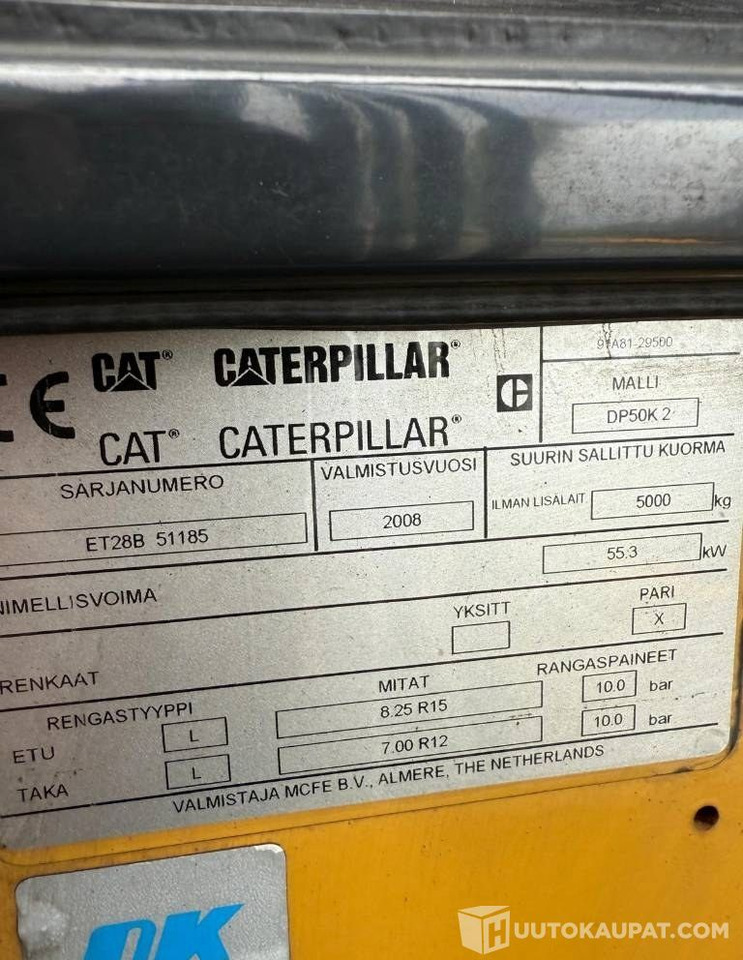 CE CAT® CATERPILLAR®
CAT® CATERPILLAR®
91A81-29500
MALLI
DP50K 2
SARJANUMERO
ET28B 51185
VALMISTUSVUOSI
2008
SUURIN SALLITTU KUORMA
ILMAN LISALAIT 5000 kg
NIMELLISVOIMA 55.3 kW
RENKAAT YKSITT PARI X
RENGASTYYPPI MITAT RANGASPAINEET
ETU L 8.25 R15 10.0 bar
TAKA L 7.00 R12 10.0 bar
VALMISTAJA MCFE B.V., ALMERE, THE NETHERLANDS
OK
HUUTOKAUPAT.COM